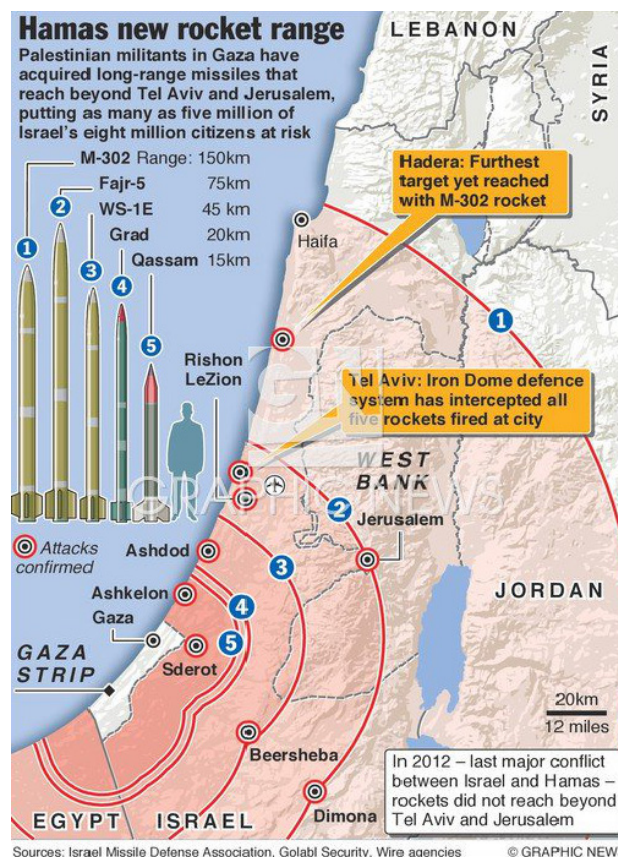 Hamas new rocket range
Palestinian militants in Gaza have
acquired long-range missiles that
reach beyond Tel Aviv and Jerusalem,
putting as many as five million of
Israel's eight million citizens at risk
M-302 Range: 150km
Fajr-5 75km
WS-1E 45 km
Grad 20km
Qassam 15km
1
2
3
4
5
LEBANON
SYRIA
Hadera: Furthest
target yet reached
with M-302 rocket
Haifa
1
Rishon
LeZion
Tel Aviv: Iron Dome defence
system has intercepted all
five rockets fired at city
GRAPHIC NEWS
WEST
BANK
2
Jerusalem
Attacks
confirmed
Ashdod
3
Ashkelon
4
Gaza
5
JORDAN
GAZA
STRIP
Sderot
20km
12 miles
Beersheba
In 2012 – last major conflict
between Israel and Hamas –
rockets did not reach beyond
Tel Aviv and Jerusalem
Dimona
EGYPT
ISRAEL
Sources: Israel Missile Defense Association, Golabl Security, Wire agencies
© GRAPHIC NEW